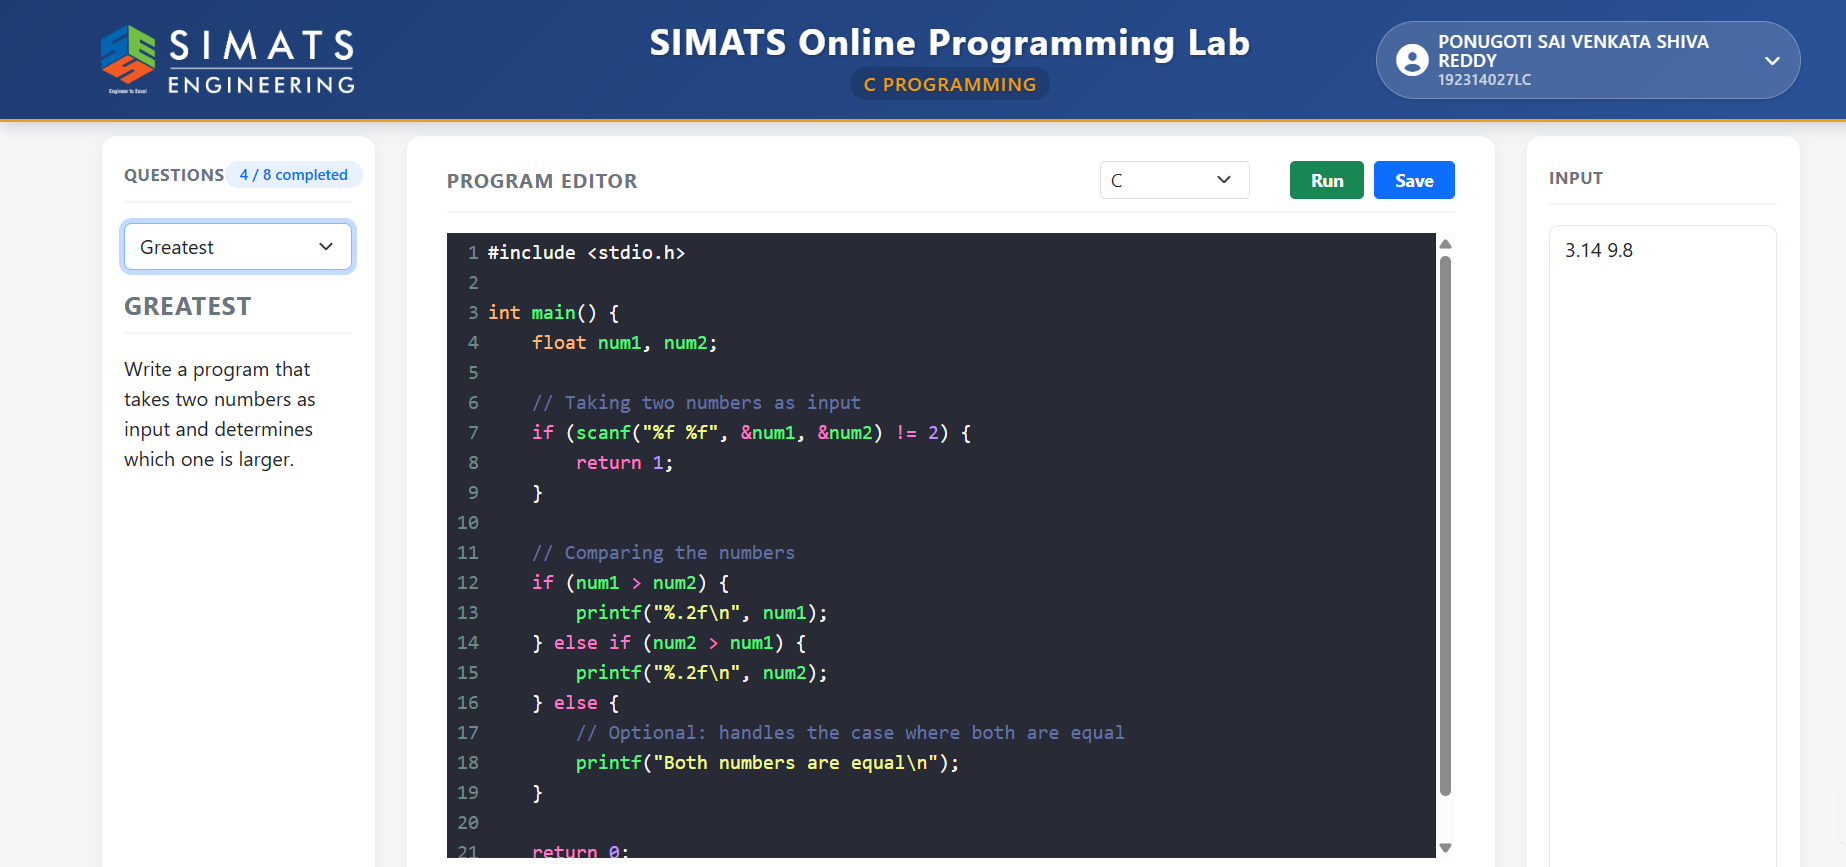 SIMATS
ENGINEERING
Engineer to Excel
SIMATS Online Programming Lab
C PROGRAMMING
PONUGOTI SAI VENKATA SHIVA
REDDY
192314027LC
QUESTIONS
4 / 8 completed
Greatest
GREATEST
Write a program that
takes two numbers as
input and determines
which one is larger.
PROGRAM EDITOR
C
Run
Save
1 #include <stdio.h>
2
3 int main() {
4     float num1, num2;
5
6     // Taking two numbers as input
7     if (scanf("%f %f", &num1, &num2) != 2) {
8         return 1;
9     }
10
11     // Comparing the numbers
12     if (num1 > num2) {
13         printf("%.2f\n", num1);
14     } else if (num2 > num1) {
15         printf("%.2f\n", num2);
16     } else {
17         // Optional: handles the case where both are equal
18         printf("Both numbers are equal\n");
19     }
20
21     return 0;
INPUT
3.14 9.8